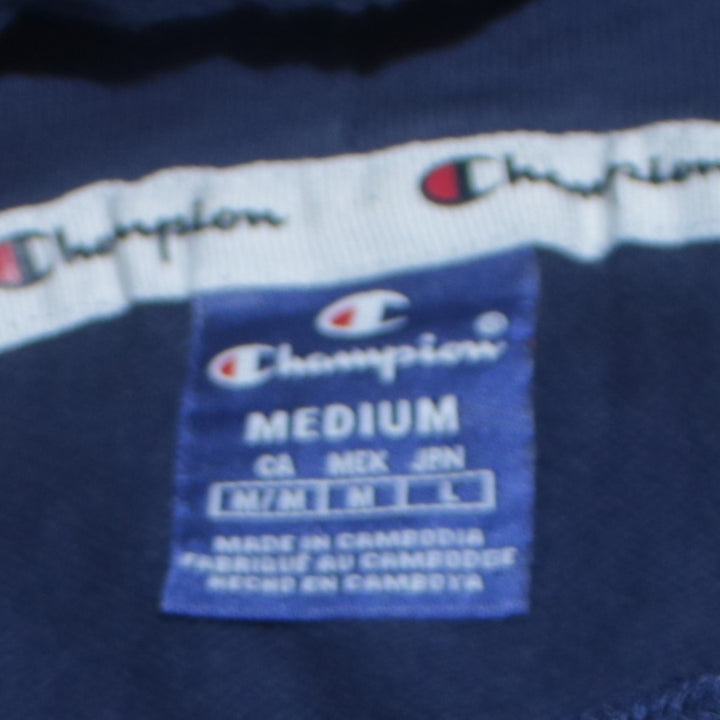 Champion Champion
Champion
MEDIUM
CA MEX JPN
M/M M L
MADE IN CAMBODIA
FABRIQUÉ AU CAMBODGE
HECHO EN CAMBOYA